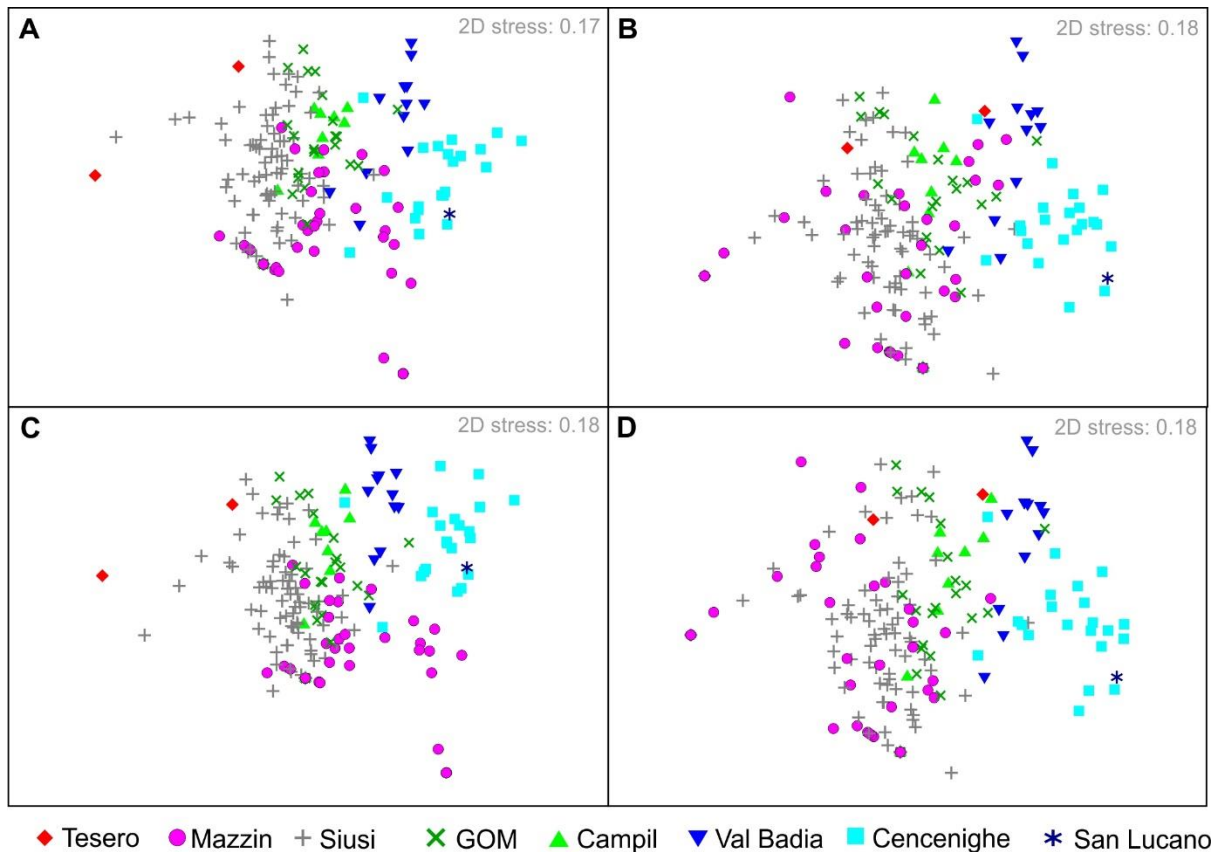 A 2D stress: 0.17
B 2D stress: 0.18
C 2D stress: 0.18
D 2D stress: 0.18
Tesero Mazzin Siusi GOM Campil Val Badia Cencenighe San Lucano